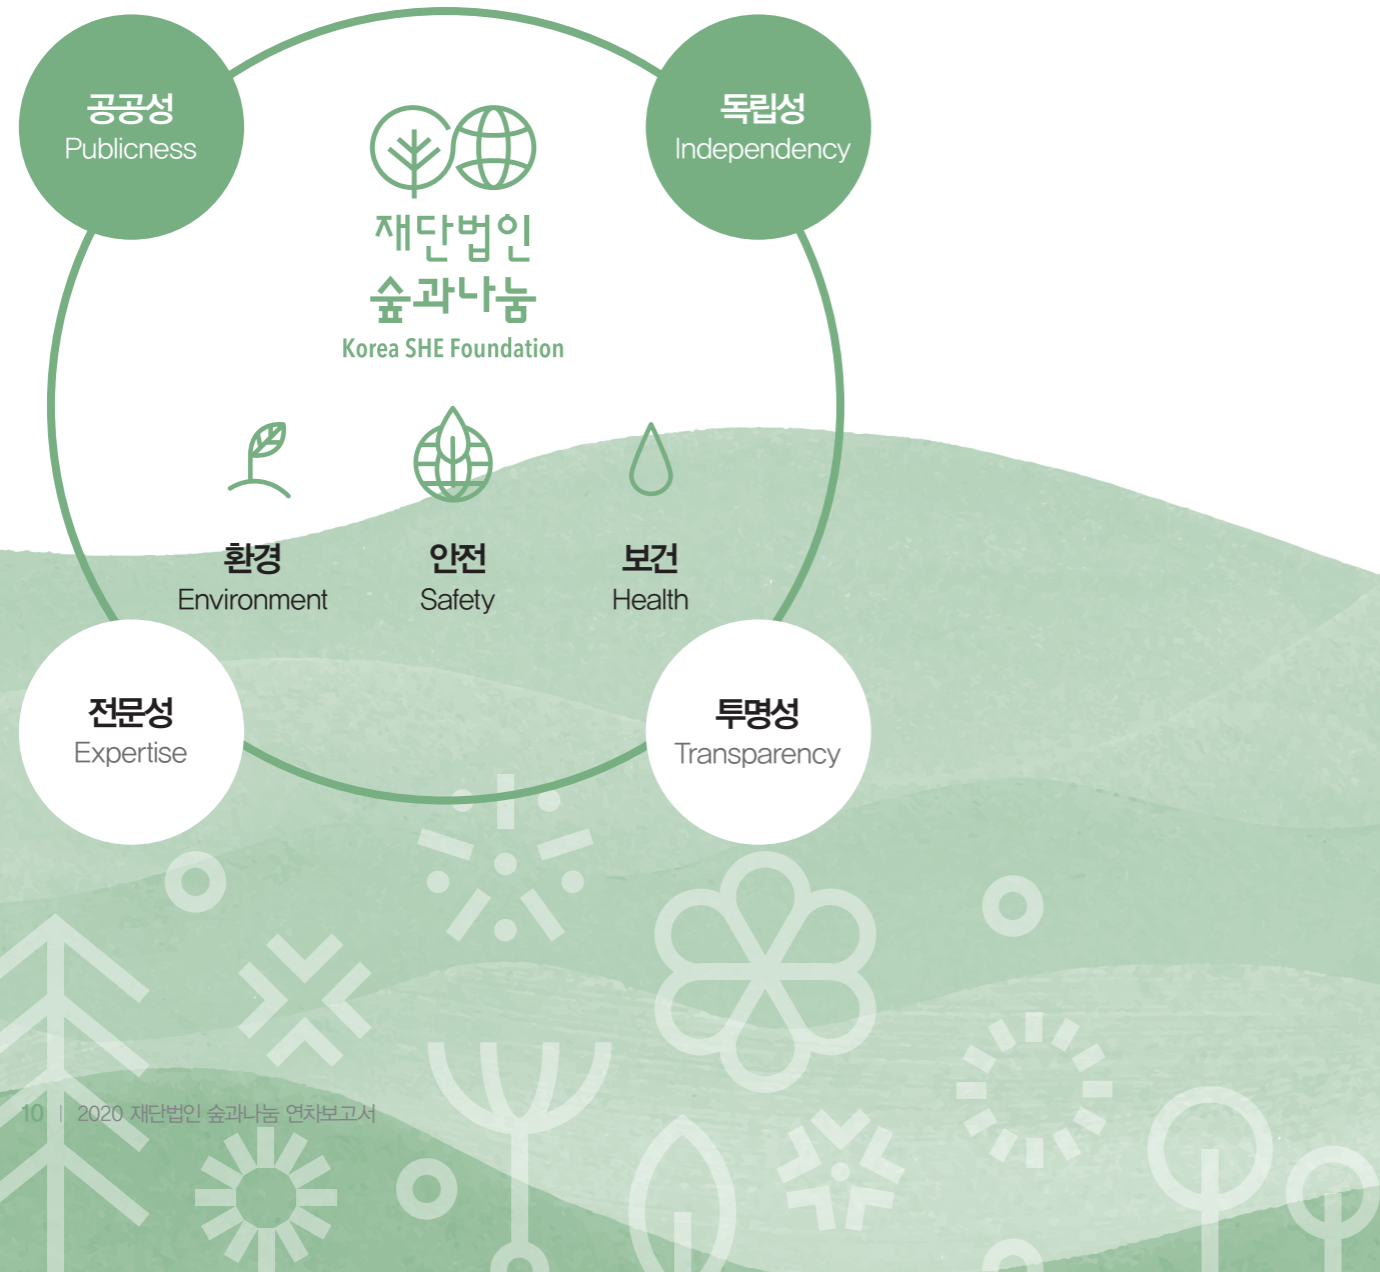 공공성
Publicness
독립성
Independency
재단법인
숲과나눔
Korea SHE Foundation
환경
Environment
안전
Safety
보건
Health
전문성
Expertise
투명성
Transparency
10 | 2020 재단법인 숲과나눔 연차보고서